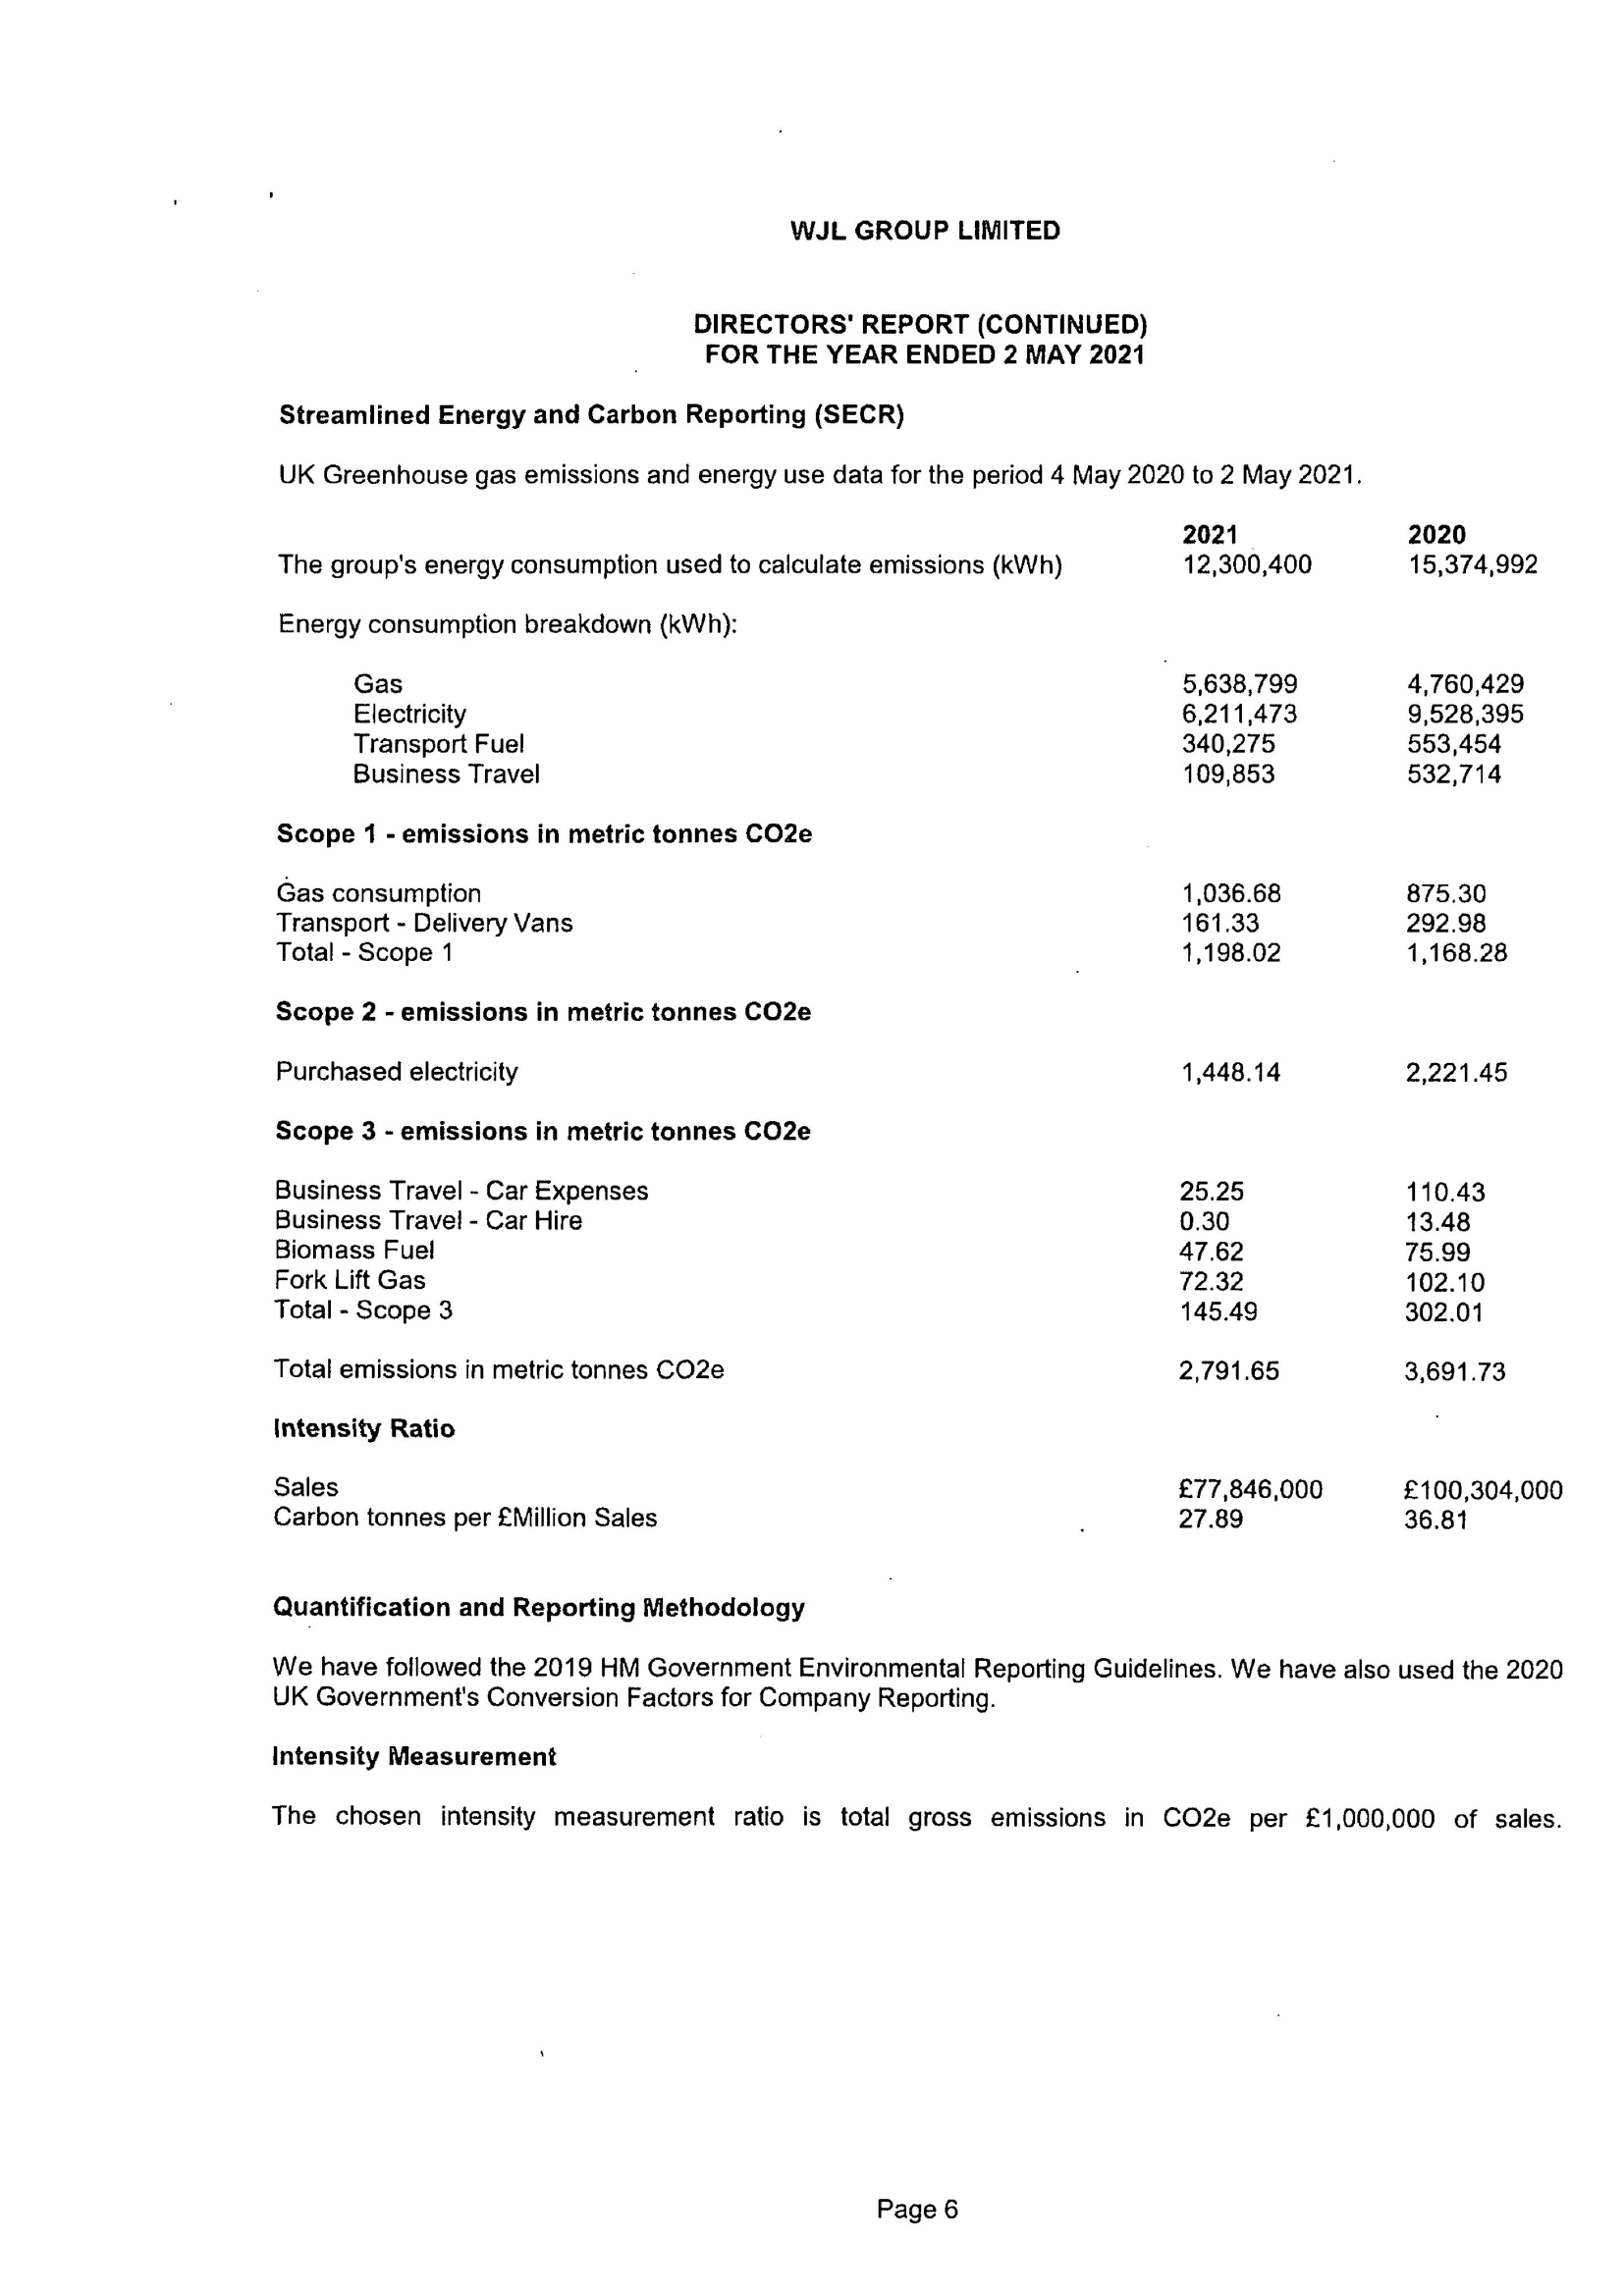 WJL GROUP LIMITED
DIRECTORS' REPORT (CONTINUED)
FOR THE YEAR ENDED 2 MAY 2021
Streamlined Energy and Carbon Reporting (SECR)
UK Greenhouse gas emissions and energy use data for the period 4 May 2020 to 2 May 2021.
2021 2020
The group's energy consumption used to calculate emissions (kWh) 12,300,400 15,374,992
Energy consumption breakdown (kWh):
Gas 5,638,799 4,760,429
Electricity 6,211,473 9,528,395
Transport Fuel 340,275 553,454
Business Travel 109,853 532,714
Scope 1 - emissions in metric tonnes CO2e
Gas consumption 1,036.68 875.30
Transport - Delivery Vans 161.33 292.98
Total - Scope 1 1,198.02 1,168.28
Scope 2 - emissions in metric tonnes CO2e
Purchased electricity 1,448.14 2,221.45
Scope 3 - emissions in metric tonnes CO2e
Business Travel - Car Expenses 25.25 110.43
Business Travel - Car Hire 0.30 13.48
Biomass Fuel 47.62 75.99
Fork Lift Gas 72.32 102.10
Total - Scope 3 145.49 302.01
Total emissions in metric tonnes CO2e 2,791.65 3,691.73
Intensity Ratio
Sales £77,846,000 £100,304,000
Carbon tonnes per £Million Sales 27.89 36.81
Quantification and Reporting Methodology
We have followed the 2019 HM Government Environmental Reporting Guidelines. We have also used the 2020
UK Government's Conversion Factors for Company Reporting.
Intensity Measurement
The chosen intensity measurement ratio is total gross emissions in CO2e per £1,000,000 of sales.
Page 6